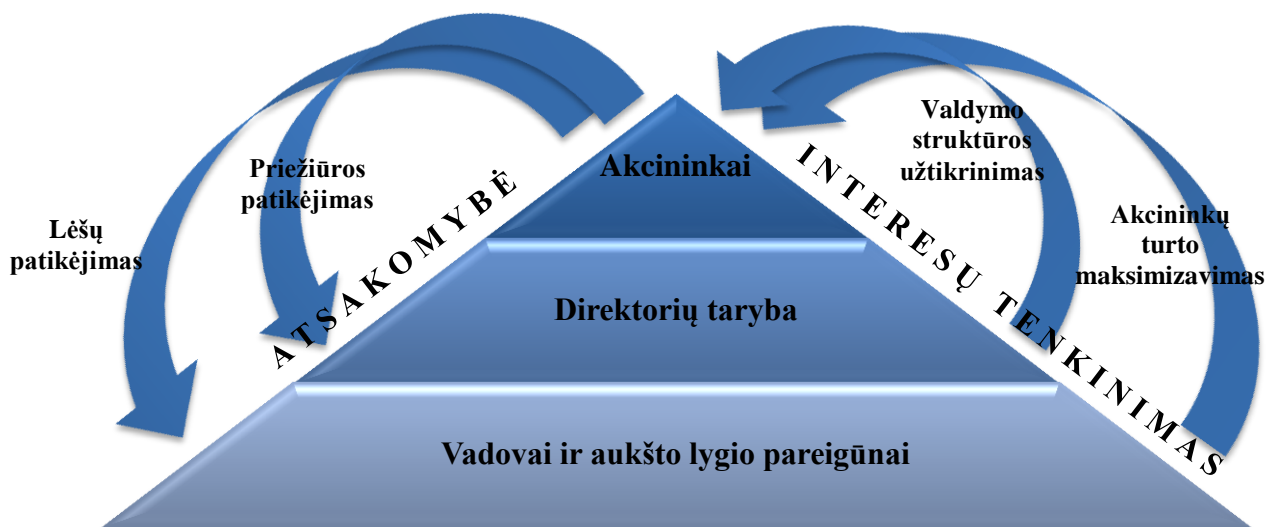 Valdymo
struktūros
užtikrinimas
Priežiūros
patikėjimas
Akcininkai
Lėšų
patikėjimas
Akcininkų
turto
maksimizavimas
ATSAKOMYBĖ
INTERESŲ TENKINIMAS
Direktorių taryba
Vadovai ir aukšto lygio pareigūnai